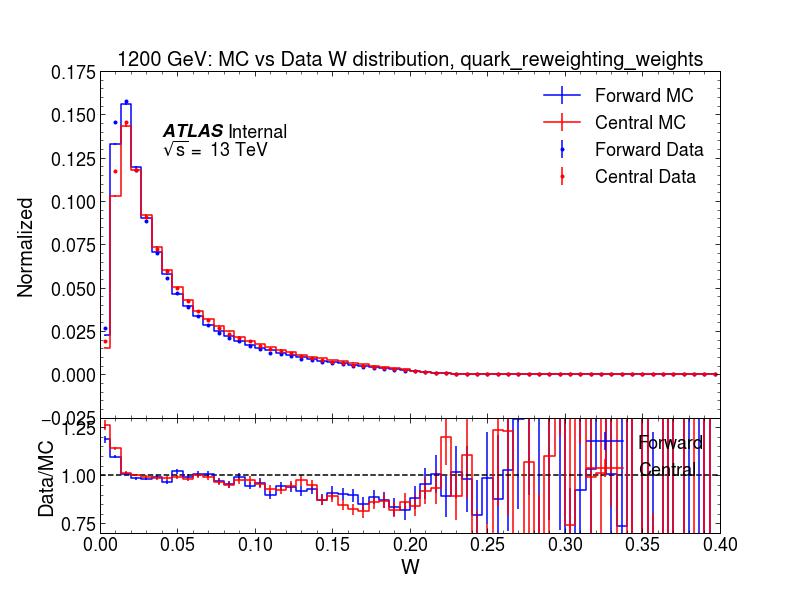 1200 GeV: MC vs Data W distribution, quark_reweighting_weights
0.175
0.150
0.125
0.100
0.075
0.050
0.025
0.000
−0.025
Normalized
ATLAS Internal
√s = 13 TeV
Forward MC
Central MC
Forward Data
Central Data
1.25
1.00
0.75
Data/MC
Forward
Central
0.00 0.05 0.10 0.15 0.20 0.25 0.30 0.35 0.40
W